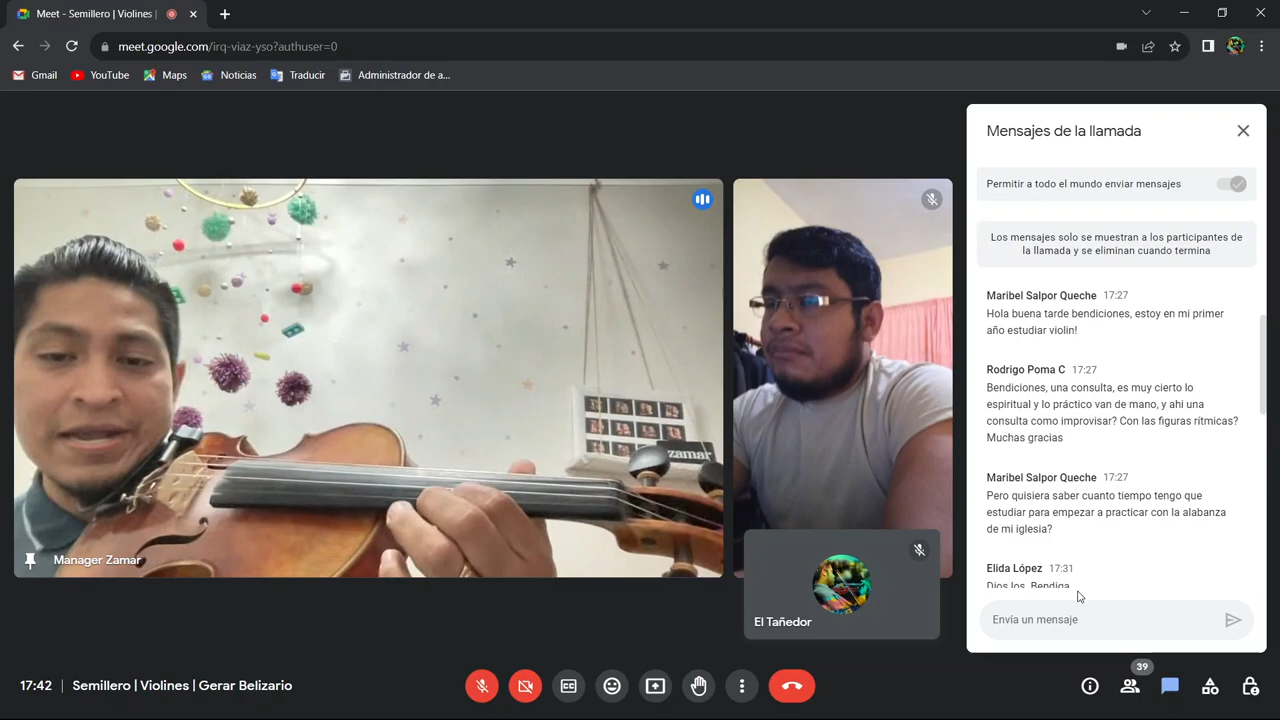 Meet - Semillero | Violines |
meet.google.com/irq-viaz-yso?authuser=0
Gmail
YouTube
Maps
Noticias
Traducir
Administrador de a...
Mensajes de la llamada
Permitir a todo el mundo enviar mensajes
Los mensajes solo se muestran a los participantes de
la llamada y se eliminan cuando termina
Maribel Salpor Queche 17:27
Hola buena tarde bendiciones, estoy en mi primer
año estudiar violin!
Rodrigo Poma C 17:27
Bendiciones, una consulta, es muy cierto lo
espiritual y lo práctico van de mano, y ahi una
consulta como improvisar? Con las figuras rítmicas?
Muchas gracias
Maribel Salpor Queche 17:27
Pero quisiera saber cuanto tiempo tengo que
estudiar para empezar a practicar con la alabanza
de mi iglesia?
Elida López 17:31
Dios los. Bendiga
Envía un mensaje
zamar
Manager Zamar
El Tañedor
17:42 | Semillero | Violines | Gerar Belizario
39